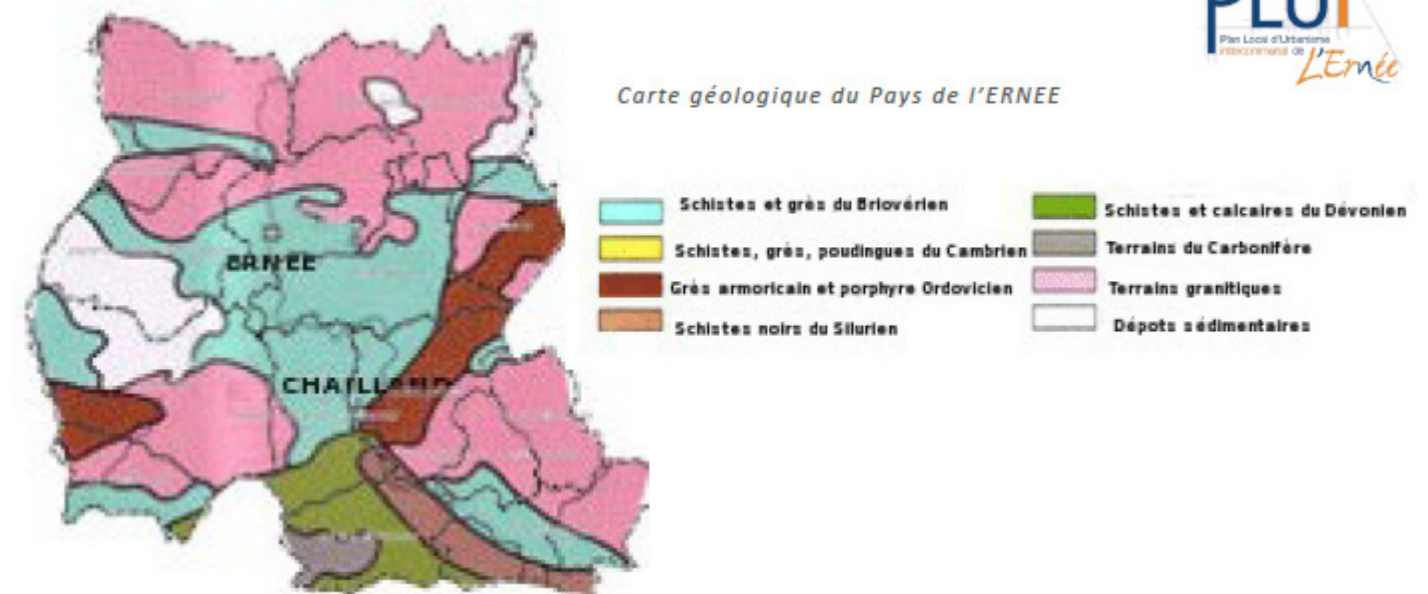 PLUi
Plan Local d'Urbanisme
intercommunal de
L'Ernée
Carte géologique du Pays de l'ERNEE
ERNEE
CHAILLAND
Schistes et grès du Briovérien
Schistes, grès, poudingues du Cambrien
Grès armoricain et porphyre Ordovicien
Schistes noirs du Silurien
Schistes et calcaires du Dévonien
Terrains du Carbonifère
Terrains granitiques
Dépots sédimentaires